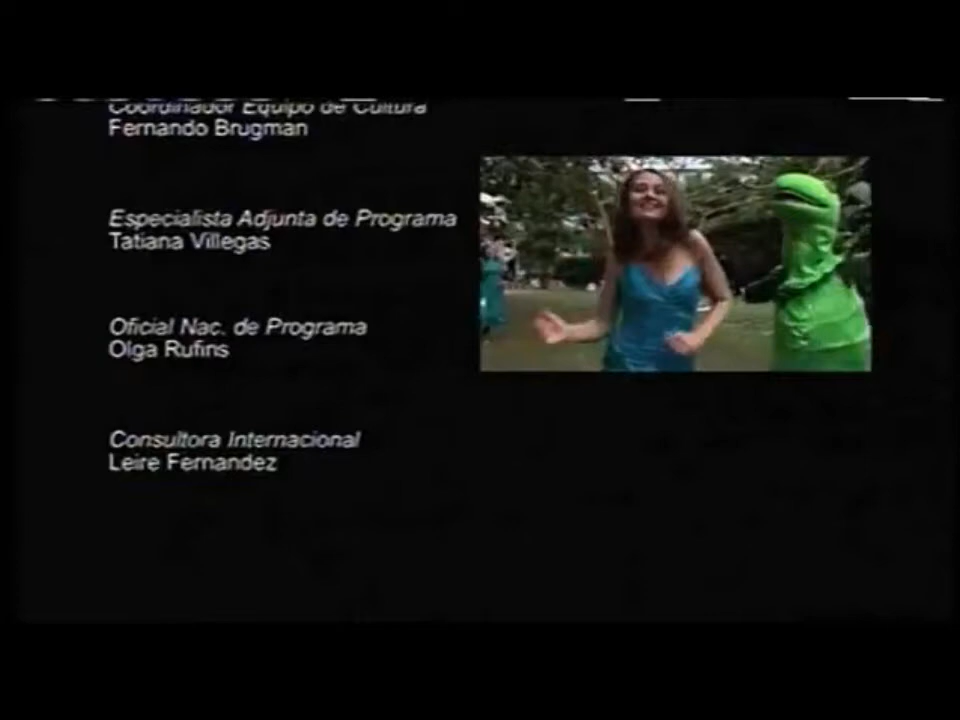 Coordinador Equipo de Cultura
Fernando Brugman
Especialista Adjunta de Programa
Tatiana Villegas
Oficial Nac. de Programa
Olga Rufins
Consultora Internacional
Leire Fernandez